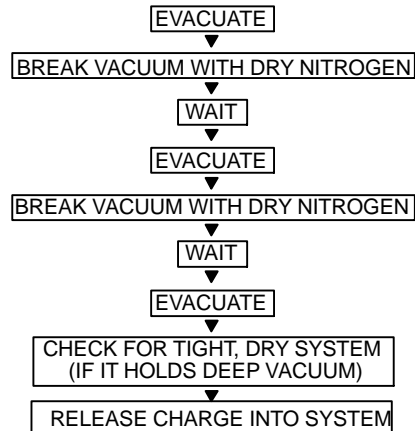 EVACUATE
BREAK VACUUM WITH DRY NITROGEN
WAIT
EVACUATE
BREAK VACUUM WITH DRY NITROGEN
WAIT
EVACUATE
CHECK FOR TIGHT, DRY SYSTEM
(IF IT HOLDS DEEP VACUUM)
RELEASE CHARGE INTO SYSTEM